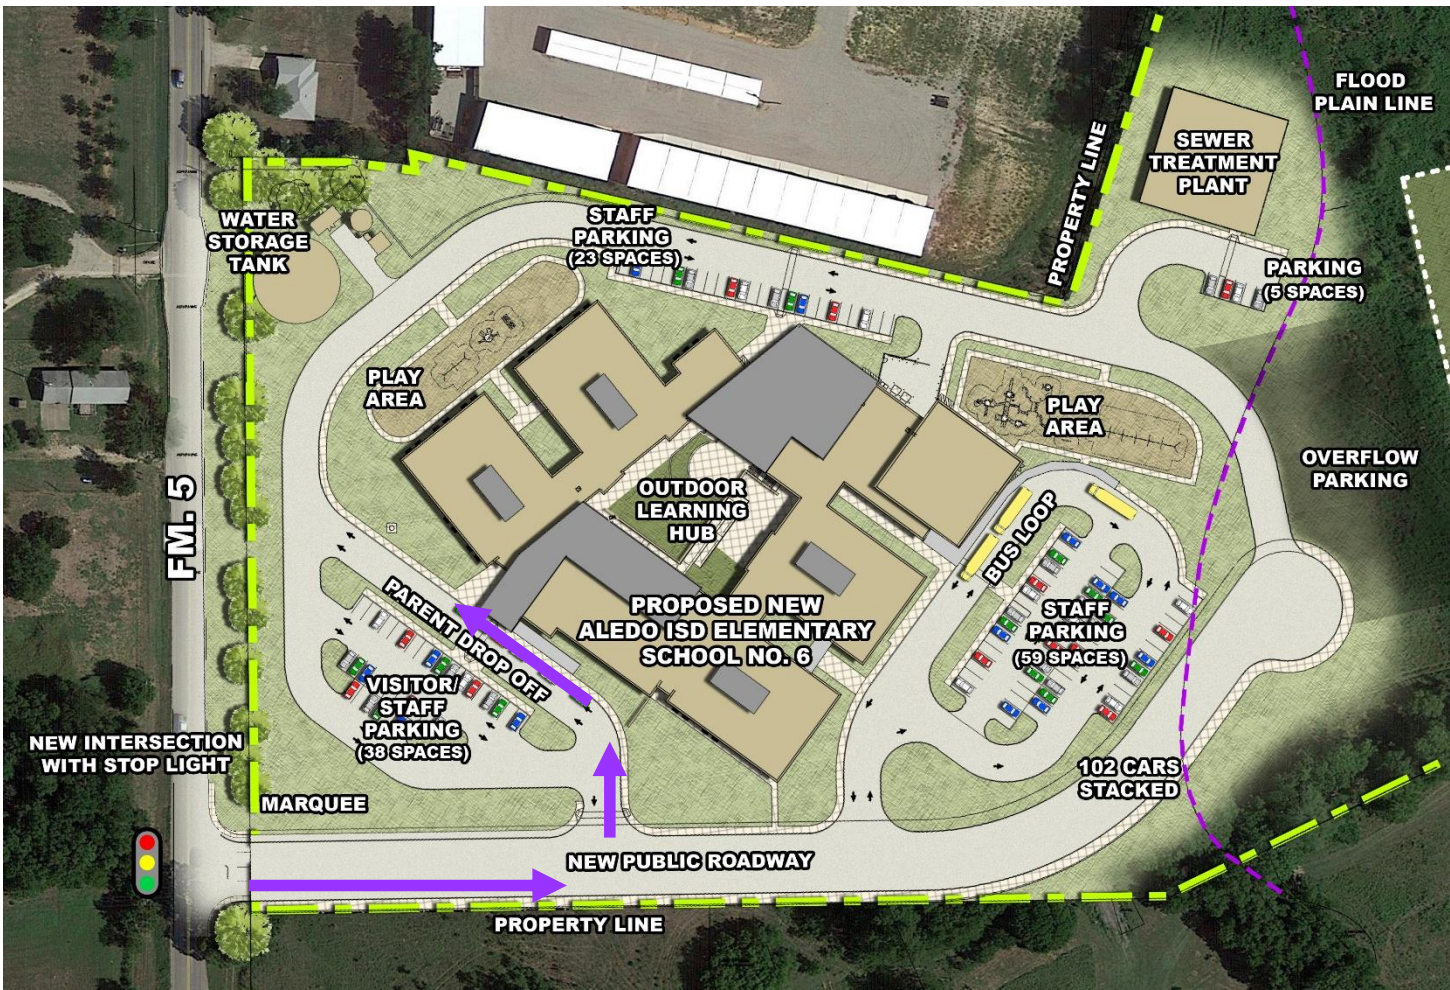 FLOOD
PLAIN LINE
SEWER
TREATMENT
PLANT
PROPERTY LINE
WATER
STORAGE
TANK
STAFF
PARKING
(23 SPACES)
PARKING
(5 SPACES)
PLAY
AREA
PLAY
AREA
OVERFLOW
PARKING
FM. 5
OUTDOOR
LEARNING
HUB
BUS LOOP
PARENT DROP OFF
PROPOSED NEW
ALEDO ISD ELEMENTARY
SCHOOL NO. 6
STAFF
PARKING
(59 SPACES)
VISITOR/
STAFF
PARKING
(38 SPACES)
NEW INTERSECTION
WITH STOP LIGHT
102 CARS
STACKED
MARQUEE
NEW PUBLIC ROADWAY
PROPERTY LINE